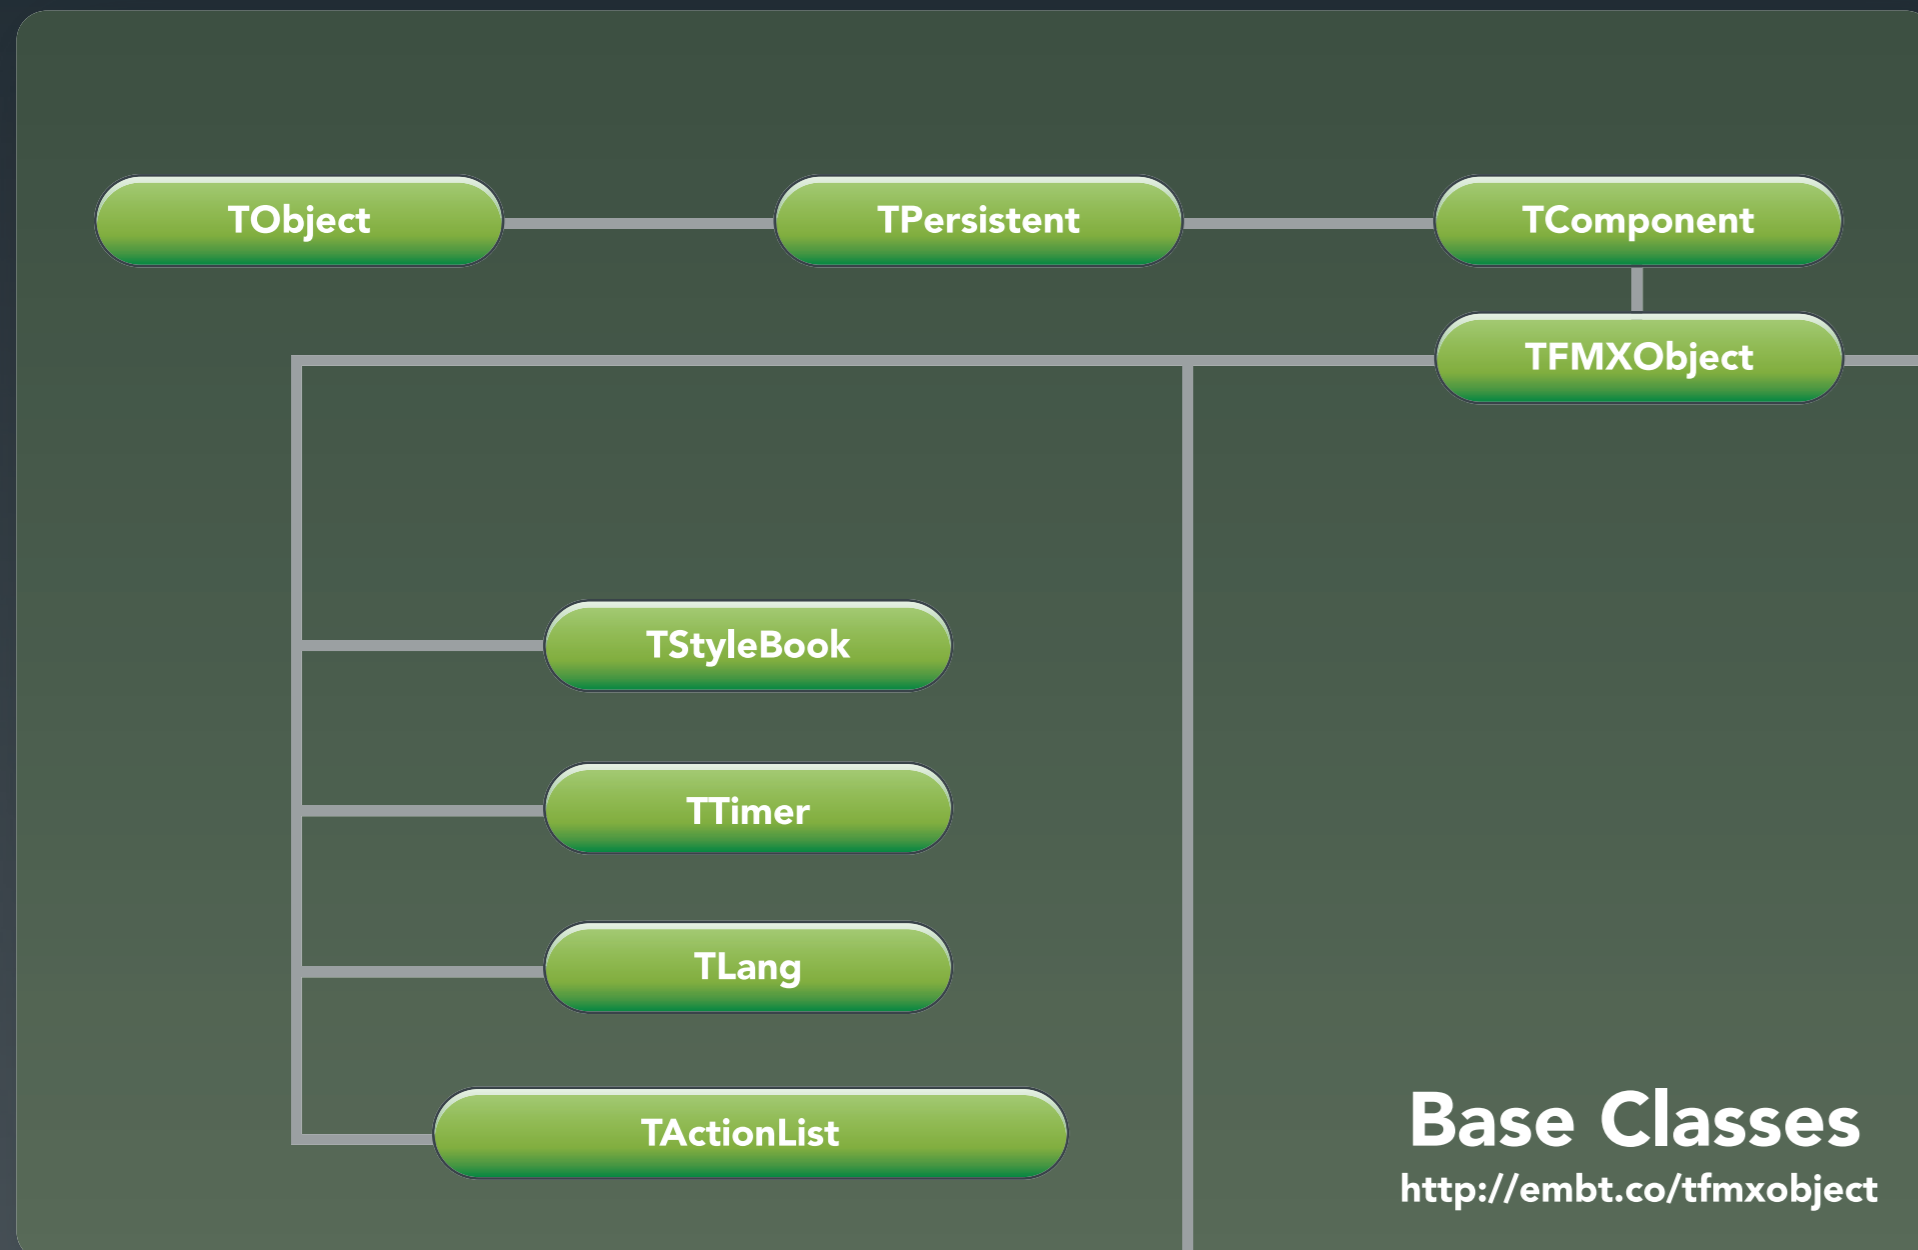 TObject
TPersistent
TComponent
TFMXObject
TStyleBook
TTimer
TLang
TActionList
Base Classes
http://embt.co/tfmxobject